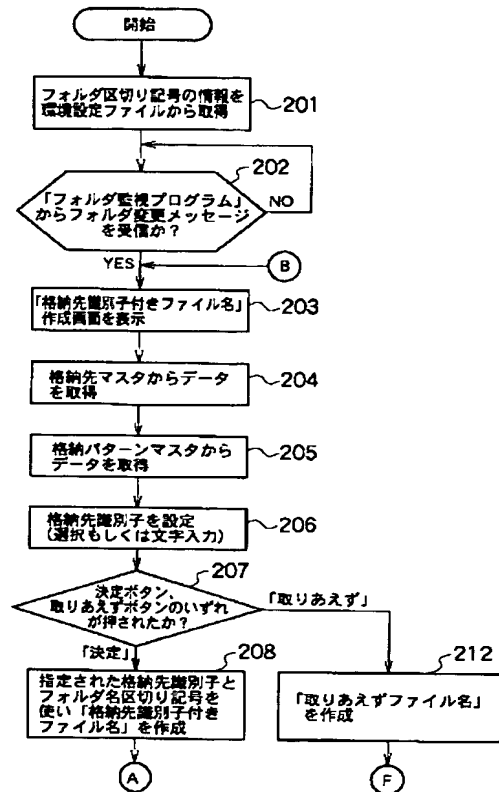 開始
フォルダ区切り記号の情報を
環境設定ファイルから取得
201
202
「フォルダ監視プログラム」
からフォルダ変更メッセージ
を受信か？
NO
YES
B
「格納先識別子付きファイル名」
作成画面を表示
203
格納先マスタからデータ
を取得
204
格納パターンマスタから
データを取得
205
格納先識別子を設定
(選択もしくは文字入力)
206
207
決定ボタン、
取りあえずボタンのいずれ
が押されたか？
「取りあえず」
「決定」
208
指定された格納先識別子と
フォルダ名区切り記号を
使い「格納先識別子付き
ファイル名」を作成
212
「取りあえずファイル名」
を作成
A
F